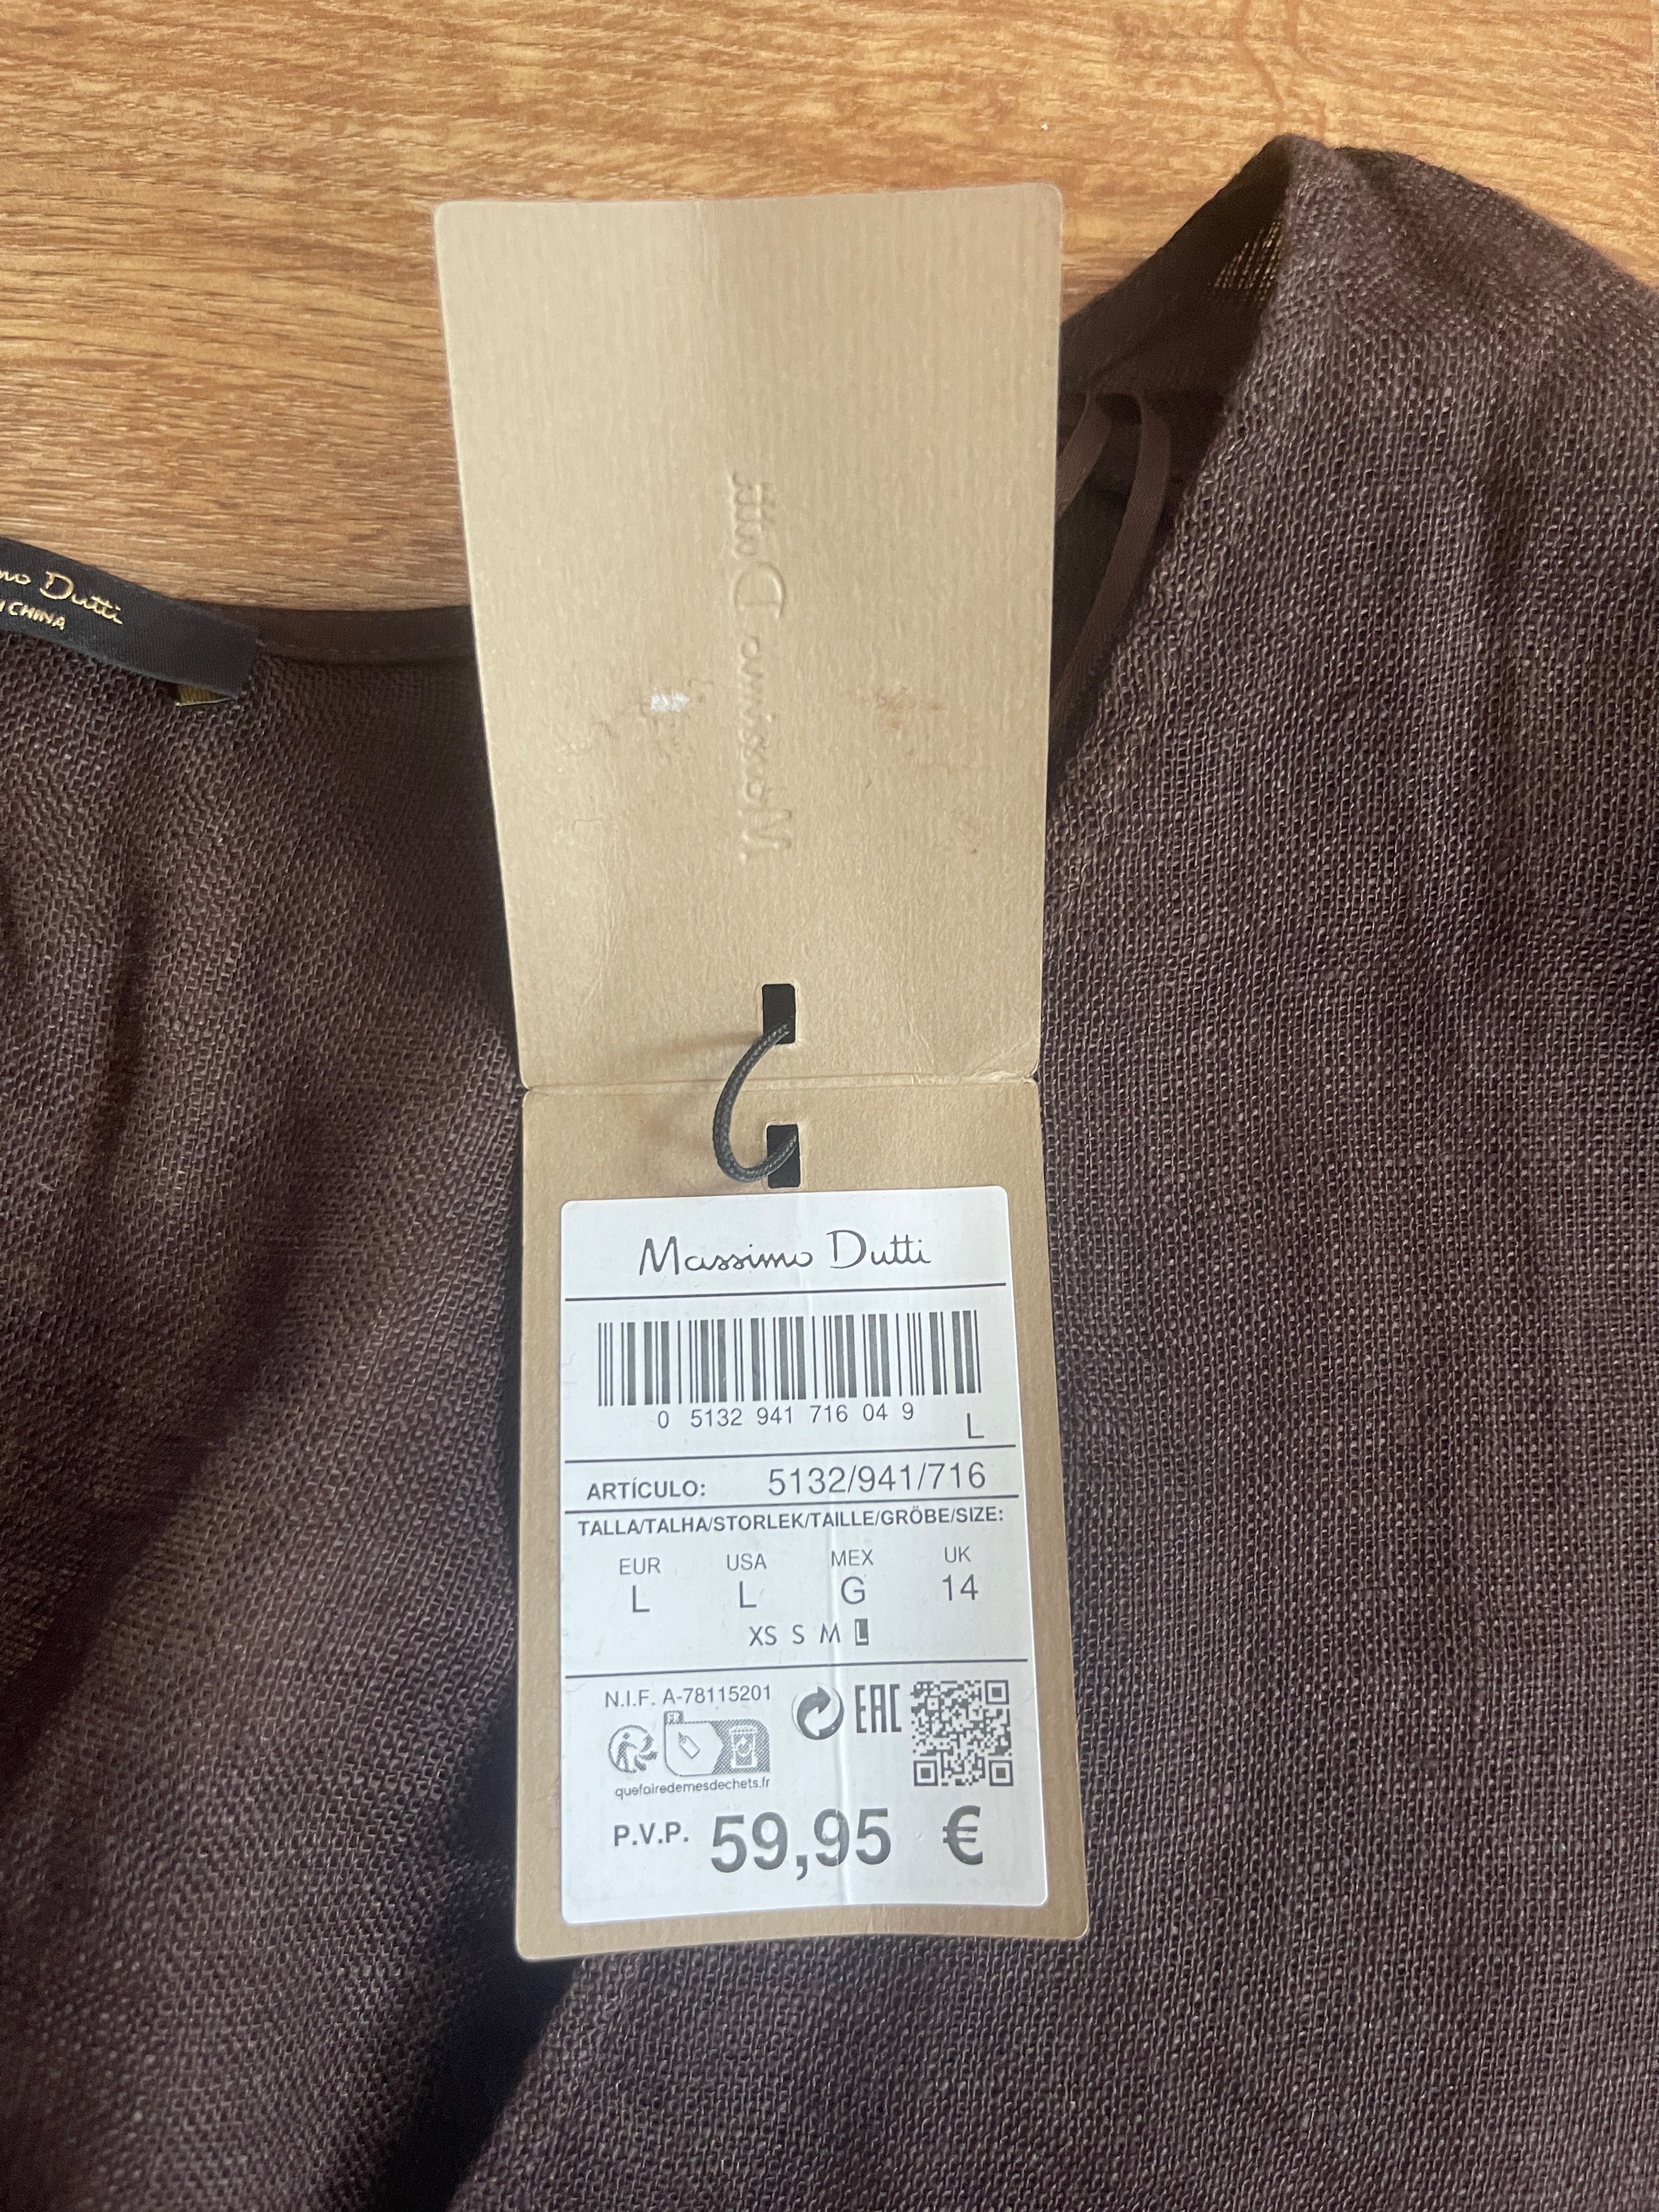 Massimo Dutti
Dutti
CHINA
Massimo Dutti
0 5132 941 716 04 9
L
ARTÍCULO: 5132/941/716
TALLA/TALHA/STORLEK/TAILLE/GRÖBE/SIZE:
EUR USA MEX UK
L L G 14
XS S M L
N.I.F. A-78115201
EAC
FR
quefairedemesdechets.fr
P.V.P. 59,95 €